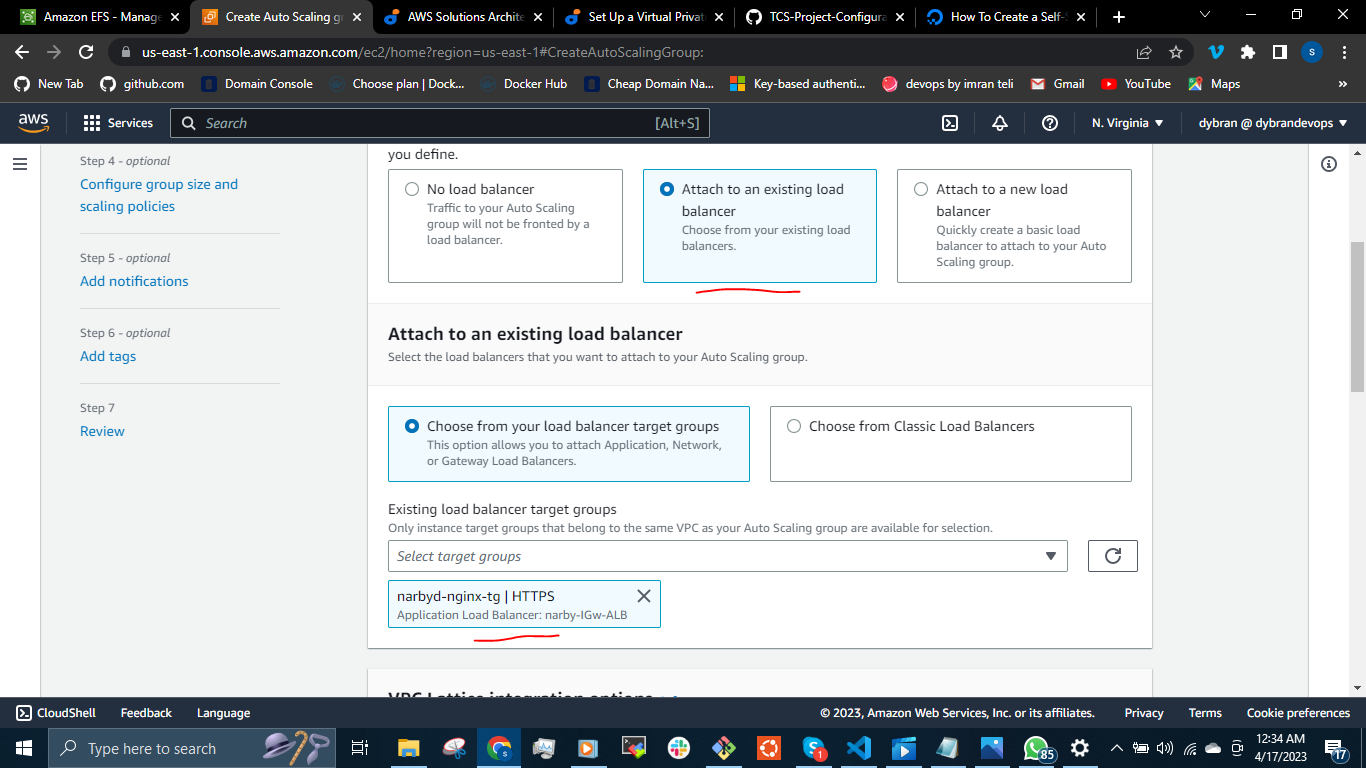 Amazon EFS - Manage
Create Auto Scaling gr
AWS Solutions Archite
Set Up a Virtual Privat
TCS-Project-Configura
How To Create a Self-S
us-east-1.console.aws.amazon.com/ec2/home?region=us-east-1#CreateAutoScalingGroup:
S
New Tab
github.com
Domain Console
Choose plan | Dock...
Docker Hub
Cheap Domain Na...
Key-based authenti...
devops by imran teli
Gmail
YouTube
Maps
»
aws
Services
Search
[Alt+S]
N. Virginia
dybran @ dybrandevops
Step 4 - optional
Configure group size and
scaling policies
Step 5 - optional
Add notifications
Step 6 - optional
Add tags
Step 7
Review
you define.
No load balancer
Traffic to your Auto Scaling
group will not be fronted by a
load balancer.
Attach to an existing load
balancer
Choose from your existing load
balancers.
Attach to a new load
balancer
Quickly create a basic load
balancer to attach to your Auto
Scaling group.
Attach to an existing load balancer
Select the load balancers that you want to attach to your Auto Scaling group.
Choose from your load balancer target groups
This option allows you to attach Application, Network,
or Gateway Load Balancers.
Choose from Classic Load Balancers
Existing load balancer target groups
Only instance target groups that belong to the same VPC as your Auto Scaling group are available for selection.
Select target groups
narbyd-nginx-tg | HTTPS
Application Load Balancer: narby-IGw-ALB
VPC Lattice integration options
CloudShell
Feedback
Language
© 2023, Amazon Web Services, Inc. or its affiliates.
Privacy
Terms
Cookie preferences
Type here to search
1
85
12:34 AM
4/17/2023
17